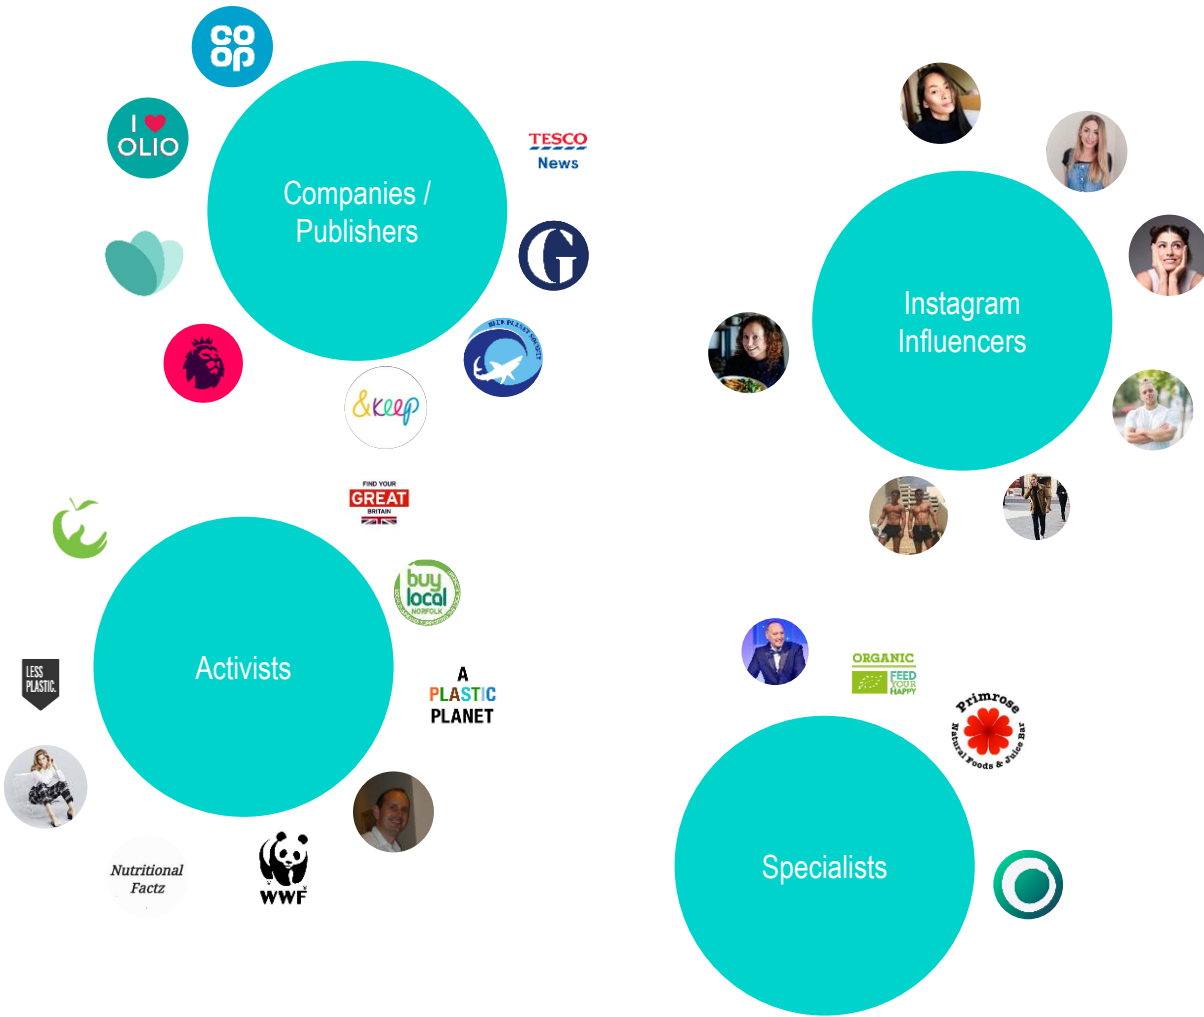 CO
OP
I
OLIO
Companies /
Publishers
TESCO
News
G
&Keep
Instagram
Influencers
FIND YOUR
GREAT
BRITAIN
buy
local
NORFOLK
Activists
LESS
PLASTIC.
A
PLASTIC
PLANET
Nutritional
Factz
WWF
ORGANIC
FEED
YOUR
HAPPY
Primrose
Natural Foods & Juice Bar
Specialists